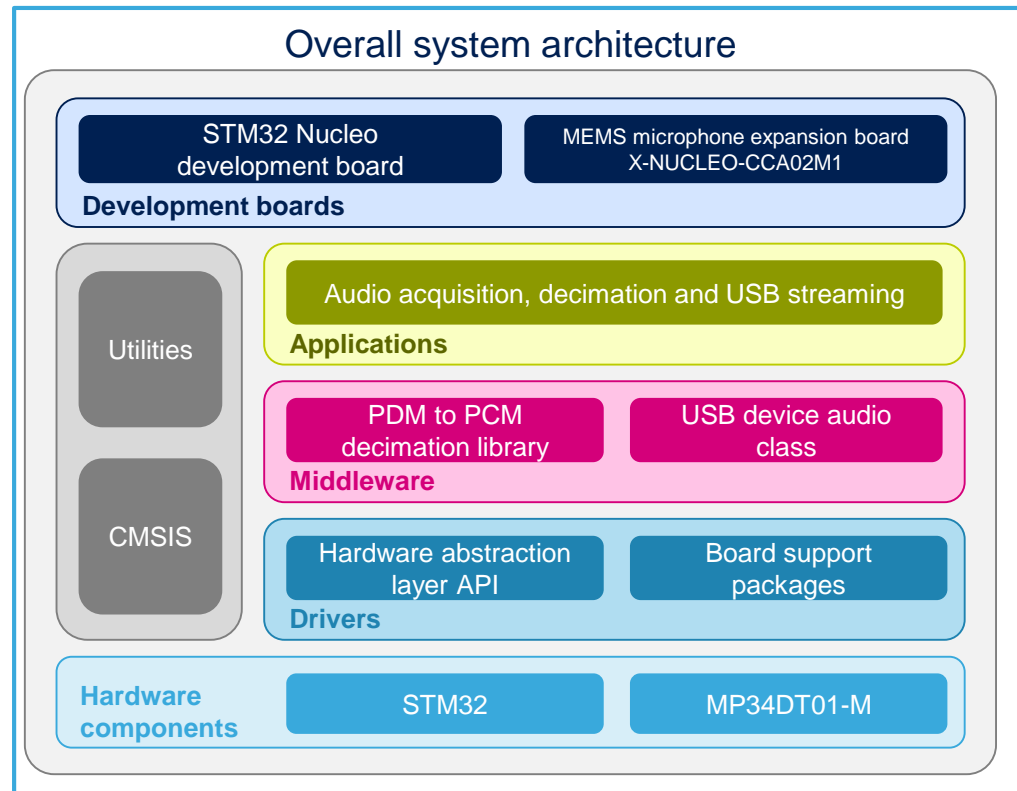 Overall system architecture
STM32 Nucleo
development board
MEMS microphone expansion board
X-NUCLEO-CCA02M1
Development boards
Utilities
CMSIS
Audio acquisition, decimation and USB streaming
Applications
PDM to PCM
decimation library
USB device audio
class
Middleware
Hardware abstraction
layer API
Board support
packages
Drivers
Hardware
components
STM32
MP34DT01-M